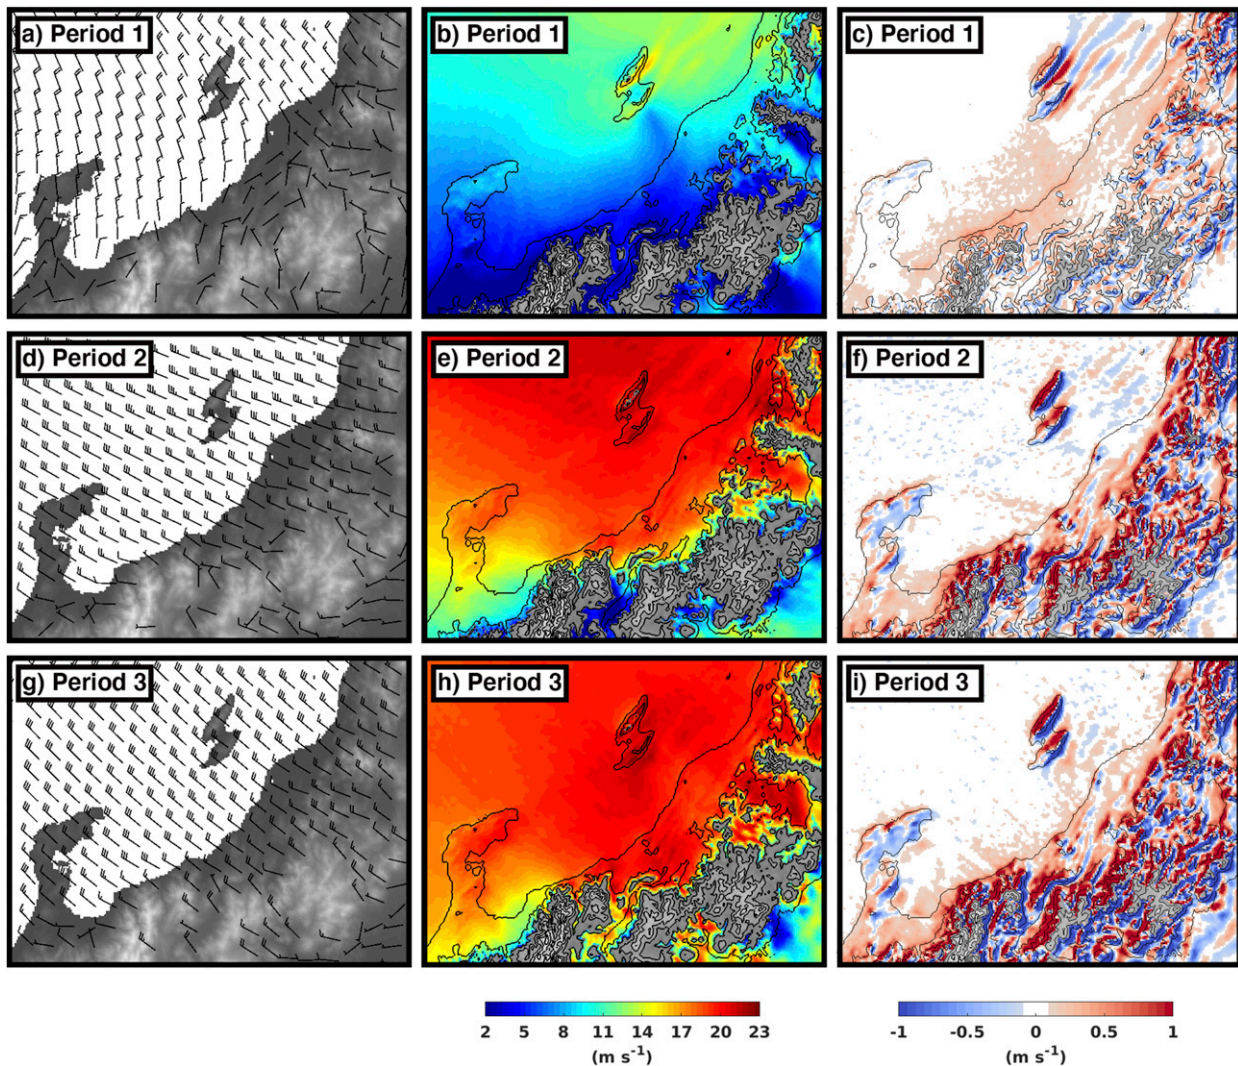 a) Period 1
b) Period 1
c) Period 1
d) Period 2
e) Period 2
f) Period 2
g) Period 3
h) Period 3
i) Period 3
2 5 8 11 14 17 20 23
(m s⁻¹)
-1 -0.5 0 0.5 1
(m s⁻¹)